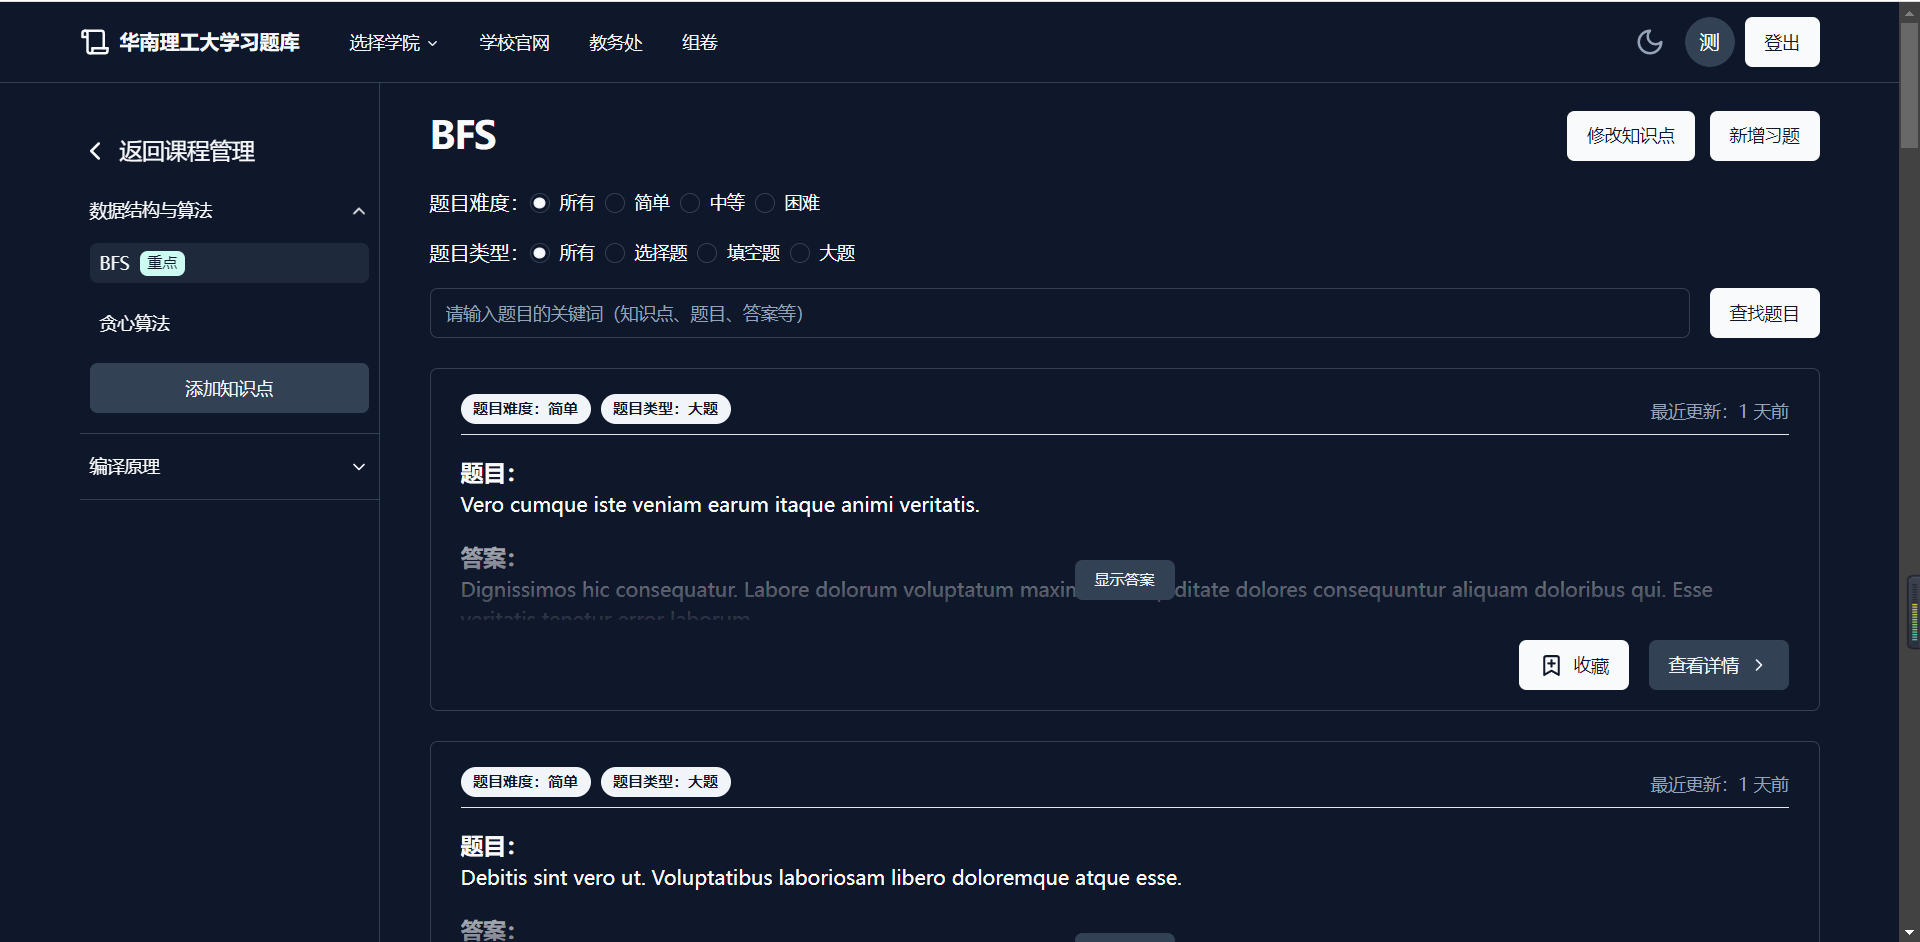 华南理工大学习题库
选择学院
学校官网
教务处
组卷
测
登出
返回课程管理
数据结构与算法
BFS 重点
贪心算法
添加知识点
编译原理
BFS
修改知识点
新增习题
题目难度： 所有 简单 中等 困难
题目类型： 所有 选择题 填空题 大题
请输入题目的关键词（知识点、题目、答案等）
查找题目
题目难度：简单 题目类型：大题
最近更新：1 天前
题目：
Vero cumque iste veniam earum itaque animi veritatis.
答案：
Dignissimos hic consequatur. Labore dolorum voluptatum ditate dolores consequuntur aliquam doloribus qui. Esse
显示答案
veritatis tenetur error laborum.
收藏
查看详情
题目难度：简单 题目类型：大题
最近更新：1 天前
题目：
Debitis sint vero ut. Voluptatibus laboriosam libero doloremque atque esse.
答案：